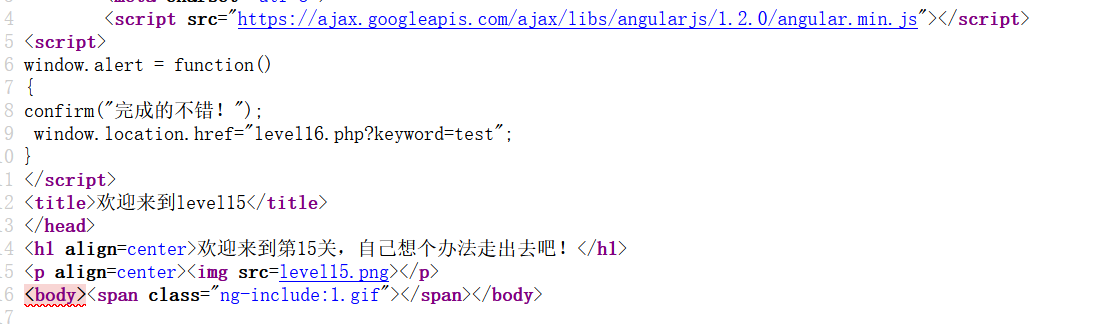 4 <script src="https://ajax.googleapis.com/ajax/libs/angularjs/1.2.0/angular.min.js"></script>
5 <script>
6 window.alert = function()
7 {
8 confirm("完成的不错！");
9 window.location.href="level16.php?keyword=test";
0 }
1 </script>
2 <title>欢迎来到level15</title>
3 </head>
4 <h1 align=center>欢迎来到第15关，自己想个办法走出去吧！</h1>
5 <p align=center><img src=level15.png></p>
6 <body><span class="ng-include:1.gif"></span></body>
7